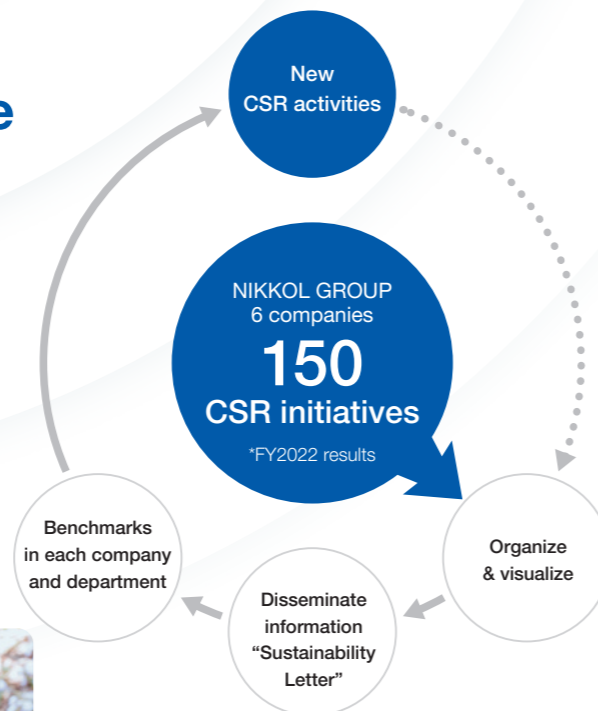 e
New
CSR activities
NIKKOL GROUP
6 companies
150
CSR initiatives
*FY2022 results
Organize
& visualize
Disseminate
information
“Sustainability
Letter”
Benchmarks
in each company
and department